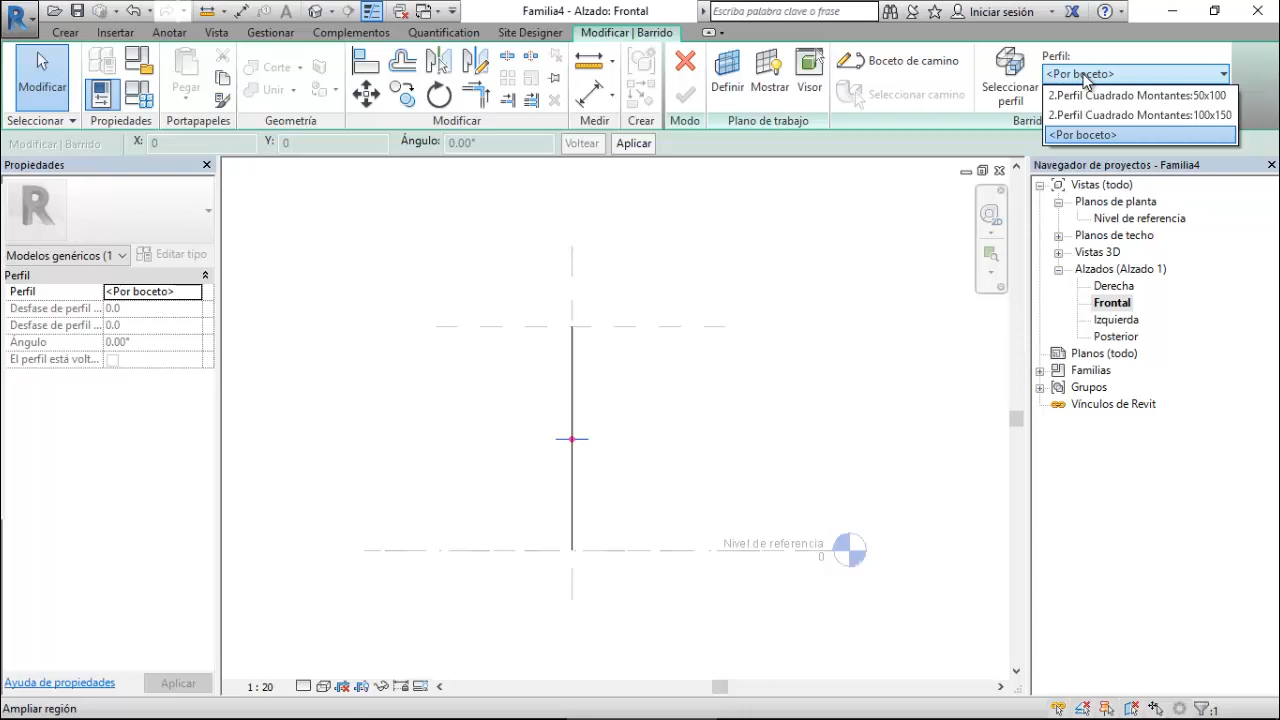 Familia4 - Alzado: Frontal
Escriba palabra clave o frase
Iniciar sesión
Crear
Insertar
Anotar
Vista
Gestionar
Complementos
Quantification
Site Designer
Modificar | Barrido
Modificar
Pegar
Corte
Unir
Definir
Mostrar
Visor
Boceto de camino
Seleccionar camino
Seleccionar
perfil
Perfil:
<Por boceto>
2.Perfil Cuadrado Montantes:50x100
2.Perfil Cuadrado Montantes:100x150
<Por boceto>
Seleccionar
Propiedades
Portapapeles
Geometría
Modificar
Medir
Crear
Modo
Plano de trabajo
Barrid
Modificar | Barrido
X:
0
Y:
0
Ángulo:
0.00°
Voltear
Aplicar
Propiedades
R
Modelos genéricos (1
Editar tipo
Perfil
Perfil
<Por boceto>
Desfase de perfil ...
0.0
Desfase de perfil ...
0.0
Ángulo
0.00°
El perfil está volt...
Ayuda de propiedades
Aplicar
Nivel de referencia
0
2D
Navegador de proyectos - Familia4
Vistas (todo)
Planos de planta
Nivel de referencia
Planos de techo
Vistas 3D
Alzados (Alzado 1)
Derecha
Frontal
Izquierda
Posterior
Planos (todo)
Familias
Grupos
Vínculos de Revit
1 : 20
Ampliar región
:1